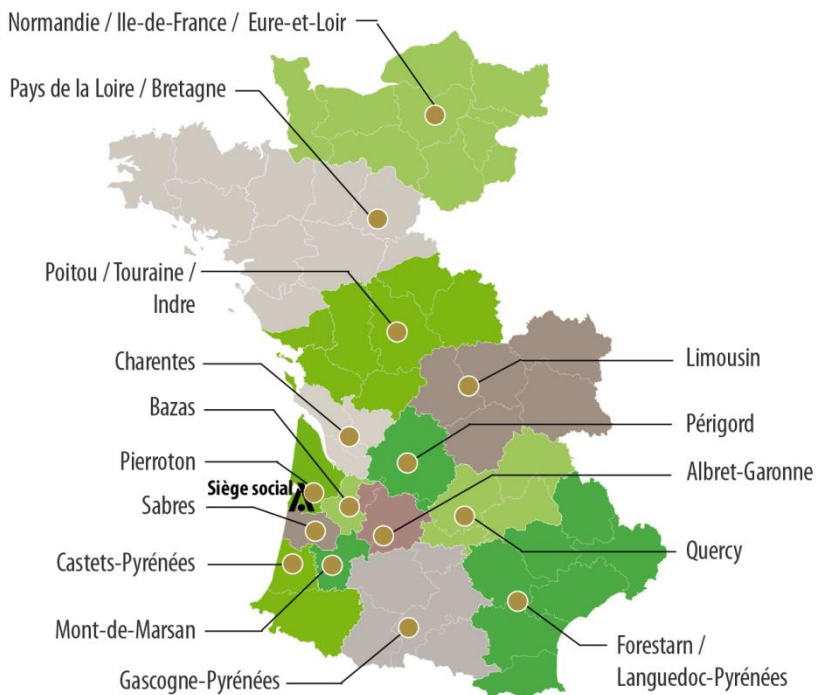 Normandie / Ile-de-France / Eure-et-Loir
Pays de la Loire / Bretagne
Poitou / Touraine /
Indre
Charentes
Bazas
Pierroton
Siège social
Sabres
Castets-Pyrénées
Mont-de-Marsan
Gascogne-Pyrénées
Limousin
Périgord
Albret-Garonne
Quercy
Forestarn /
Languedoc-Pyrénées